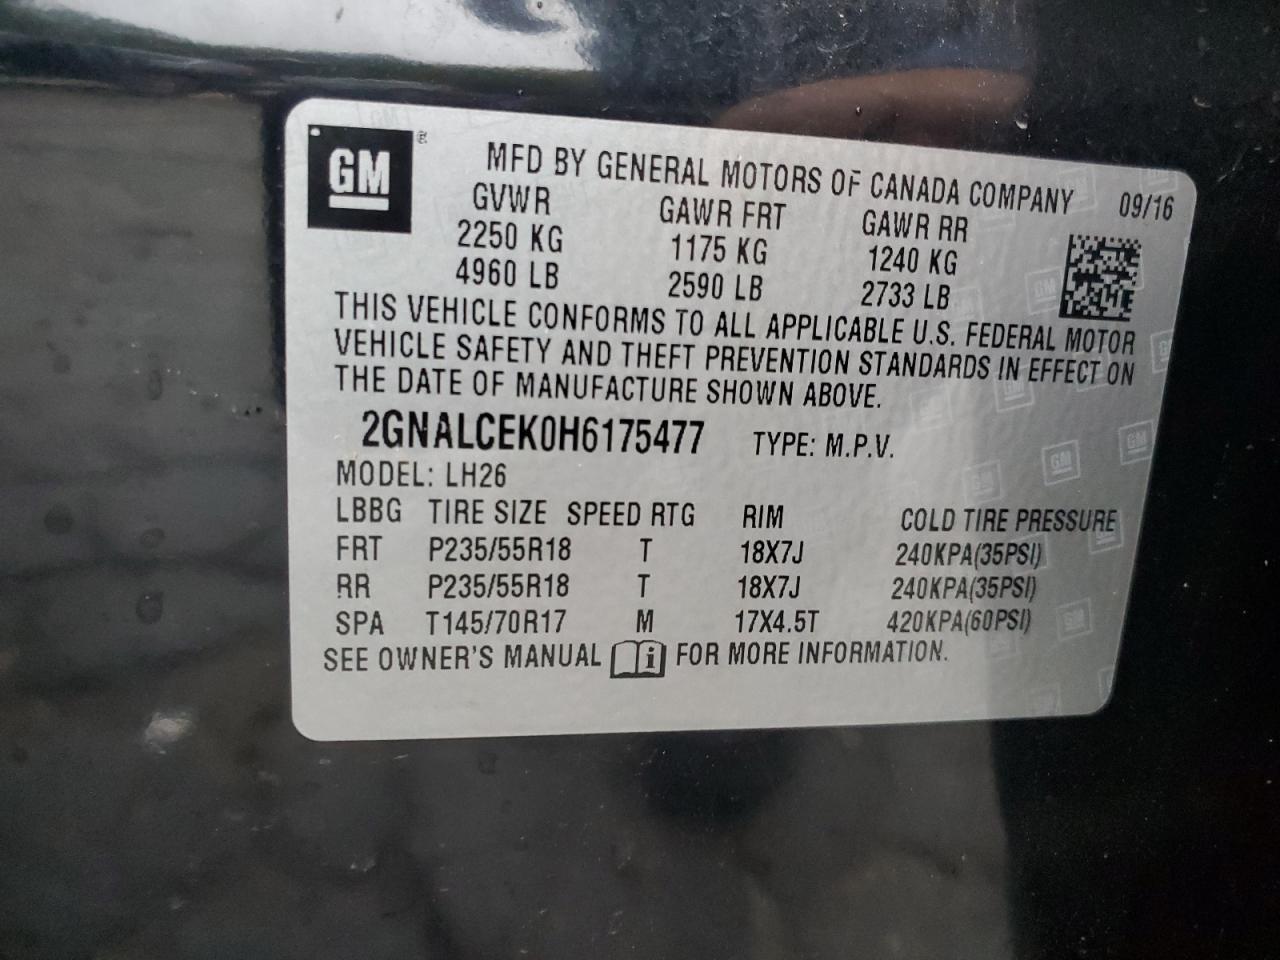 GM ®
MFD BY GENERAL MOTORS OF CANADA COMPANY 09/16
GVWR GAWR FRT GAWR RR
2250 KG 1175 KG 1240 KG
4960 LB 2590 LB 2733 LB
THIS VEHICLE CONFORMS TO ALL APPLICABLE U.S. FEDERAL MOTOR
VEHICLE SAFETY AND THEFT PREVENTION STANDARDS IN EFFECT ON
THE DATE OF MANUFACTURE SHOWN ABOVE.
2GNALCEK0H6175477 TYPE: M.P.V.
MODEL: LH26
LBBG TIRE SIZE SPEED RTG RIM COLD TIRE PRESSURE
FRT P235/55R18 T 18X7J 240KPA(35PSI)
RR P235/55R18 T 18X7J 240KPA(35PSI)
SPA T145/70R17 M 17X4.5T 420KPA(60PSI)
SEE OWNER'S MANUAL i FOR MORE INFORMATION.